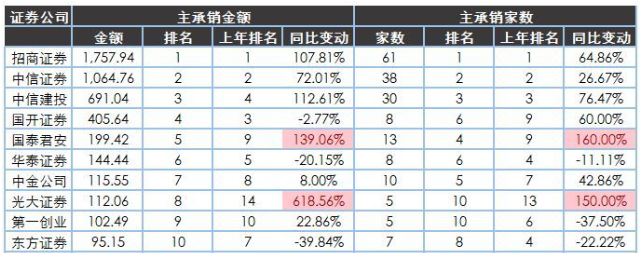 证券公司 主承销金额 主承销家数
金额 排名 上年排名 同比变动 家数 排名 上年排名 同比变动
招商证券 1,757.94 1 1 107.81% 61 1 1 64.86%
中信证券 1,064.76 2 2 72.01% 38 2 2 26.67%
中信建投 691.04 3 4 112.61% 30 3 3 76.47%
国开证券 405.64 4 3 -2.77% 8 6 9 60.00%
国泰君安 199.42 5 9 139.06% 13 4 9 160.00%
华泰证券 144.44 6 5 -20.15% 8 6 4 -11.11%
中金公司 115.55 7 8 8.00% 10 5 7 42.86%
光大证券 112.06 8 14 618.56% 5 10 13 150.00%
第一创业 102.49 9 10 22.86% 5 10 6 -37.50%
东方证券 95.15 10 7 -39.84% 7 8 4 -22.22%